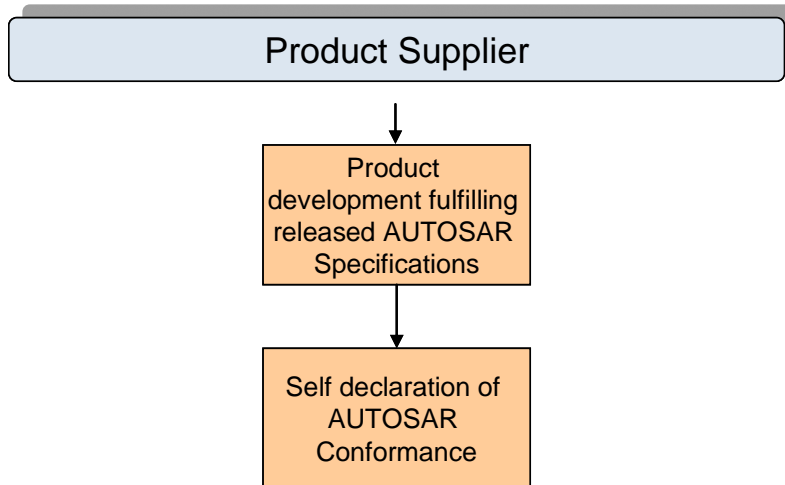 Product Supplier
Product
development fulfilling
released AUTOSAR
Specifications
Self declaration of
AUTOSAR
Conformance